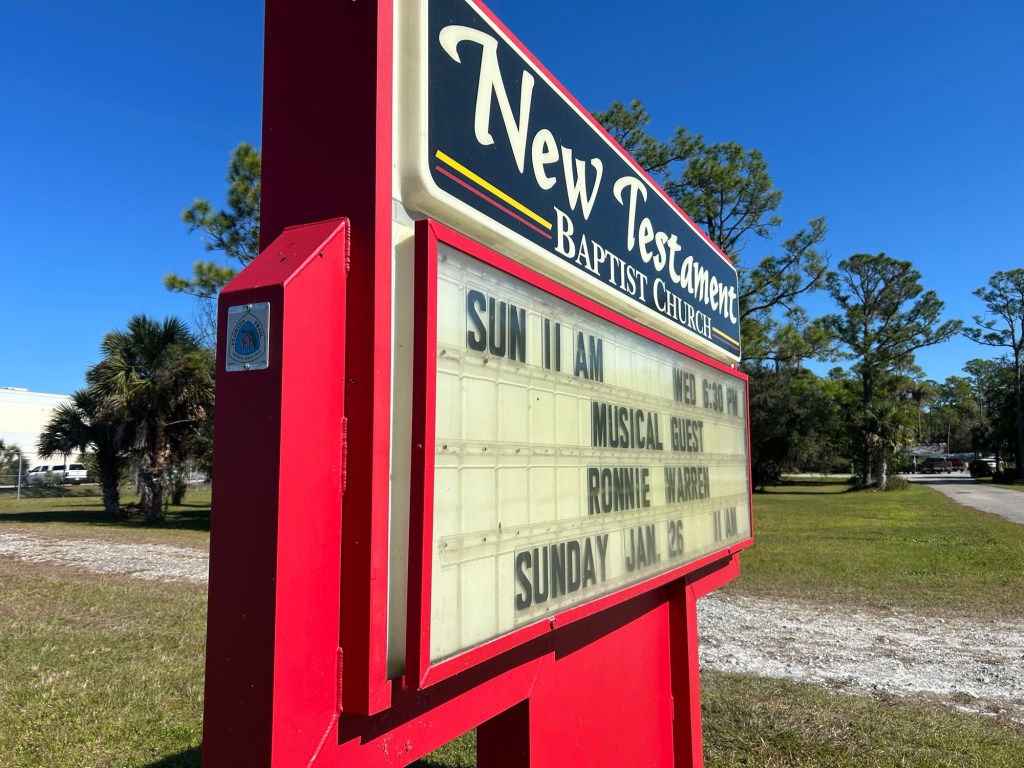 New Testament
BAPTIST CHURCH
SUN 11 AM WED 6:30 PM
MUSICAL GUEST
RONNIE WARREN
SUNDAY JAN. 26 11 AM